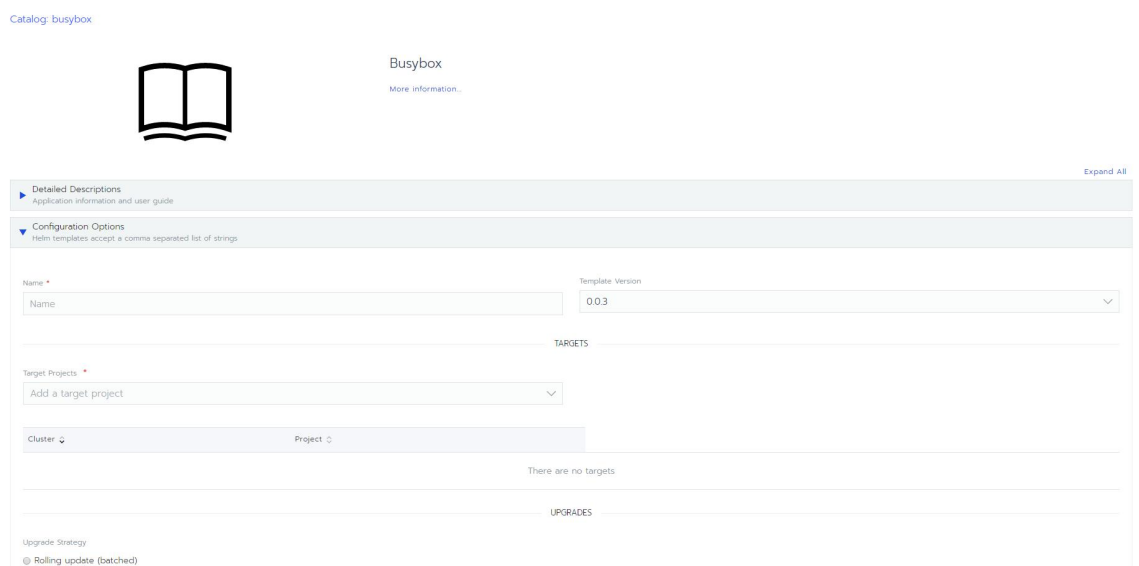 Catalog: busybox
Busybox
More information...
Expand All
Detailed Descriptions
Application information and user guide
Configuration Options
Helm templates accept a comma separated list of strings
Name *
Template Version
Name
0.0.3
TARGETS
Target Projects *
Add a target project
Cluster Project
There are no targets
UPGRADES
Upgrade Strategy
Rolling update (batched)